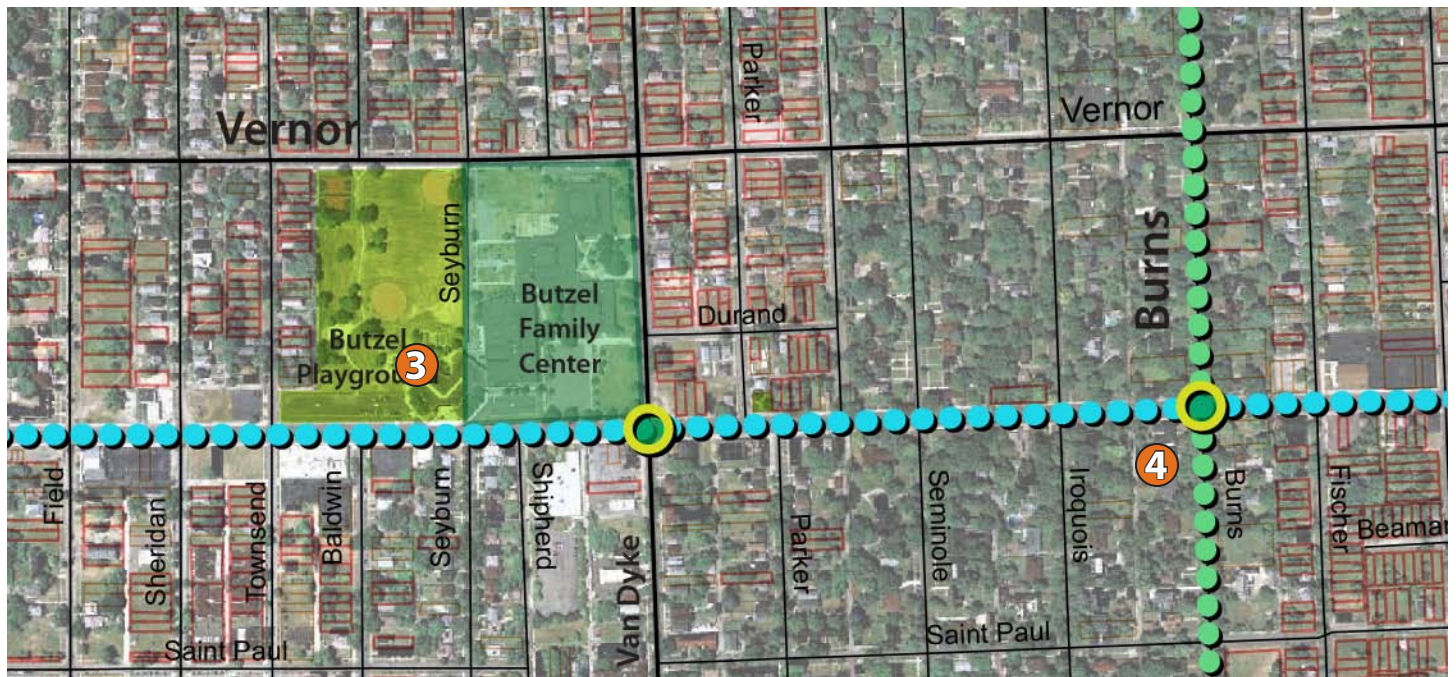 Parker
Vernor
Vernor
Seyburn
Burns
Butzel
Family
Center
Durand
Butzel
Playground
3
4
Field
Sheridan
Townsend
Baldwin
Seyburn
Shipherd
Van Dyke
Parker
Seminole
Iroquois
Burns
Fischer
Saint Paul
Saint Paul